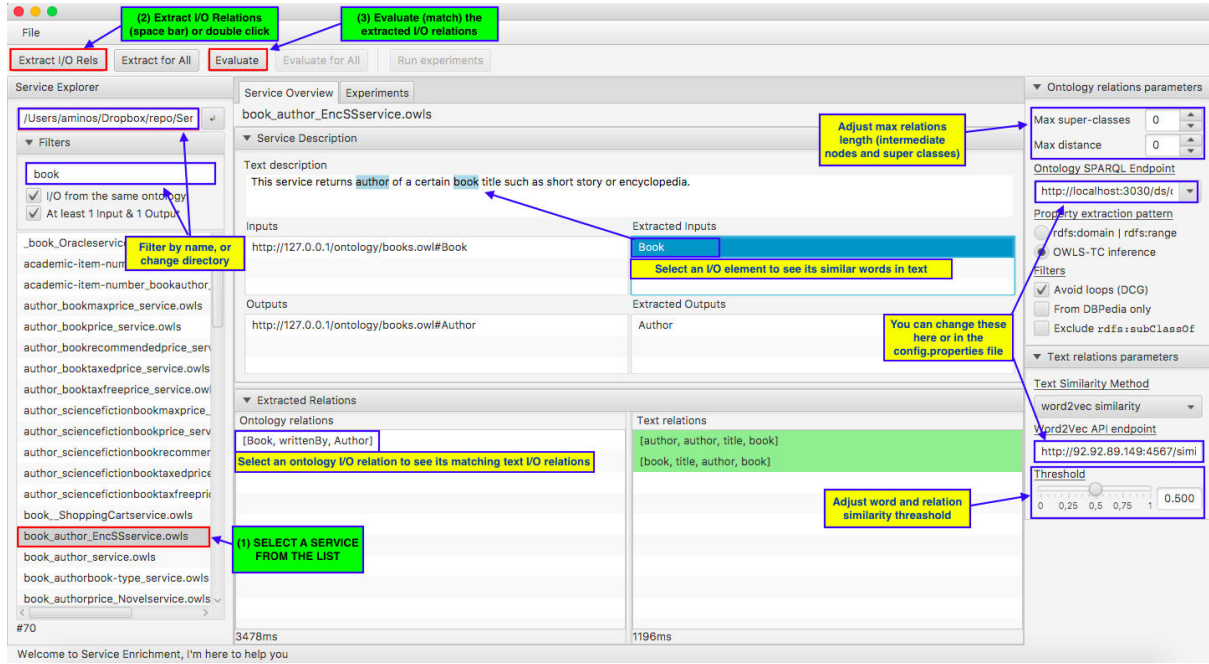 (2) Extract I/O Relations
(space bar) or double click
(3) Evaluate (match) the
extracted I/O relations
File
Extract I/O Rels
Extract for All
Evaluate
Evaluate for All
Run experiments
Service Explorer
/Users/aminos/Dropbox/repo/Ser
Filters
book
I/O from the same ontology
At least 1 Input & 1 Output
Filter by name, or
change directory
_book_Oracleservic
academic-item-num
academic-item-number_bookauthor_
author_bookmaxprice_service.owls
author_bookprice_service.owls
author_bookrecommendedprice_serv
author_booktaxedprice_service.owls
author_booktaxfreeprice_service.owl
author_sciencefictionbookmaxprice_
author_sciencefictionbookprice_serv
author_sciencefictionbookrecommer
author_sciencefictionbooktaxedprice
author_sciencefictionbooktaxfreepric
book__ShoppingCartservice.owls
book_author_EncSSservice.owls
book_author_service.owls
book_authorbook-type_service.owls
book_authorprice_Novelservice.owls
#70
(1) SELECT A SERVICE
FROM THE LIST
Service Overview
Experiments
book_author_EncSSservice.owls
Service Description
Text description
This service returns author of a certain book title such as short story or encyclopedia.
Inputs
http://127.0.0.1/ontology/books.owl#Book
Extracted Inputs
Book
Select an I/O element to see its similar words in text
Outputs
http://127.0.0.1/ontology/books.owl#Author
Extracted Outputs
Author
Extracted Relations
Ontology relations
[Book, writtenBy, Author]
Select an ontology I/O relation to see its matching text I/O relations
3478ms
Text relations
[author, author, title, book]
[book, title, author, book]
1196ms
Adjust max relations
length (intermediate
nodes and super classes)
You can change these
here or in the
config.properties file
Adjust word and relation
similarity threashold
Ontology relations parameters
Max super-classes 0
Max distance 0
Ontology SPARQL Endpoint
http://localhost:3030/ds/c
Property extraction pattern
rdfs:domain | rdfs:range
OWLS-TC inference
Filters
Avoid loops (DCG)
From DBPedia only
Exclude rdfs:subClassOf
Text relations parameters
Text Similarity Method
word2vec similarity
Word2Vec API endpoint
http://92.92.89.149:4567/simi
Threshold
0.500
0 0,25 0,5 0,75 1
Welcome to Service Enrichment, I'm here to help you